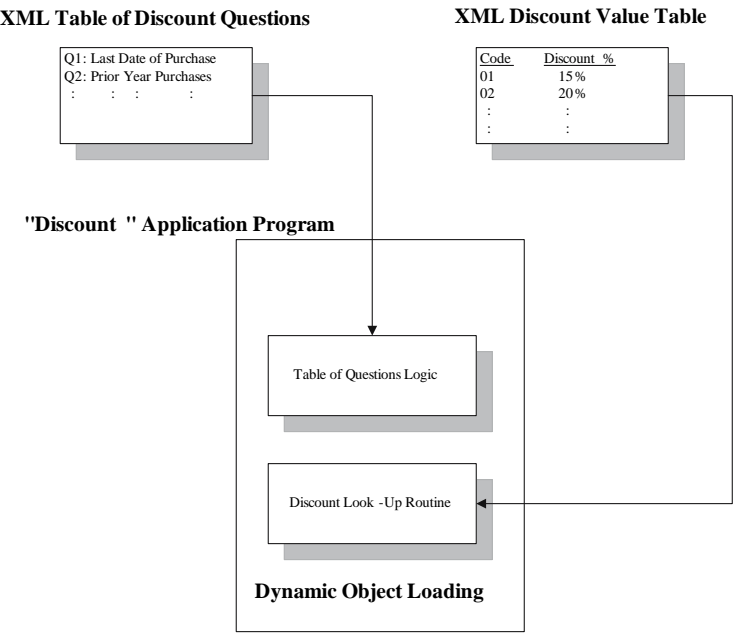 XML Table of Discount Questions
XML Discount Value Table
Q1: Last Date of Purchase
Q2: Prior Year Purchases
: : : :
Code Discount %
01 15%
02 20%
: :
: :
"Discount " Application Program
Table of Questions Logic
Discount Look -Up Routine
Dynamic Object Loading